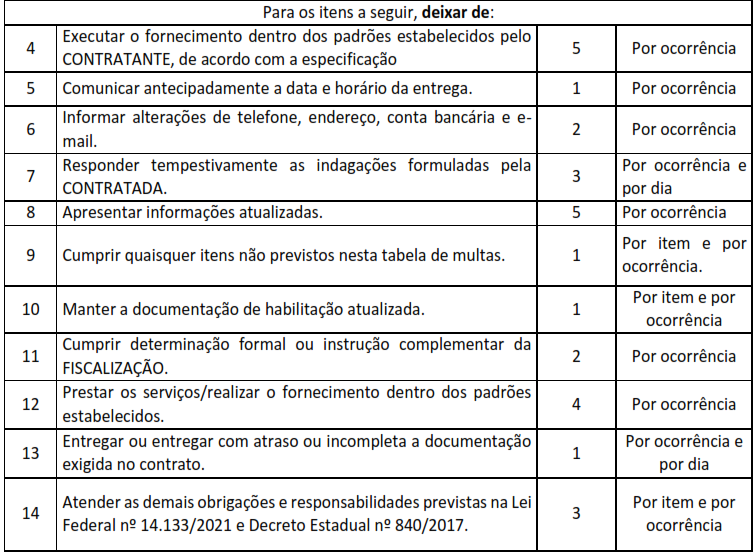 Para os itens a seguir, deixar de:
4 Executar o fornecimento dentro dos padrões estabelecidos pelo CONTRATANTE, de acordo com a especificação 5 Por ocorrência
5 Comunicar antecipadamente a data e horário da entrega. 1 Por ocorrência
6 Informar alterações de telefone, endereço, conta bancária e e-mail. 2 Por ocorrência
7 Responder tempestivamente as indagações formuladas pela CONTRATADA. 3 Por ocorrência e por dia
8 Apresentar informações atualizadas. 5 Por ocorrência
9 Cumprir quaisquer itens não previstos nesta tabela de multas. 1 Por item e por ocorrência.
10 Manter a documentação de habilitação atualizada. 1 Por item e por ocorrência
11 Cumprir determinação formal ou instrução complementar da FISCALIZAÇÃO. 2 Por ocorrência
12 Prestar os serviços/realizar o fornecimento dentro dos padrões estabelecidos. 4 Por ocorrência
13 Entregar ou entregar com atraso ou incompleta a documentação exigida no contrato. 1 Por ocorrência e por dia
14 Atender as demais obrigações e responsabilidades previstas na Lei Federal nº 14.133/2021 e Decreto Estadual nº 840/2017. 3 Por item e por ocorrência